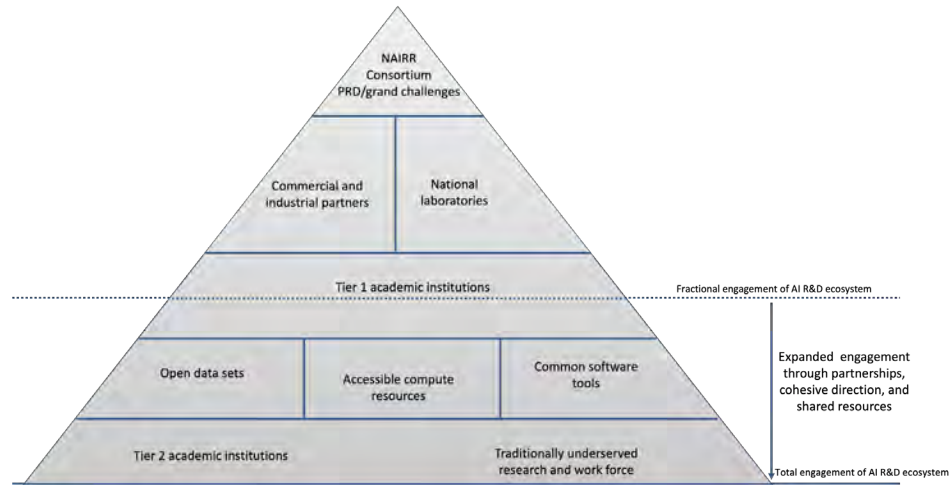 NAIRR
Consortium
PRD/grand challenges
Commercial and
industrial partners
National
laboratories
Tier 1 academic institutions
Fractional engagement of AI R&D ecosystem
Open data sets
Accessible compute
resources
Common software
tools
Expanded engagement
through partnerships,
cohesive direction, and
shared resources
Tier 2 academic institutions
Traditionally underserved
research and work force
Total engagement of AI R&D ecosystem